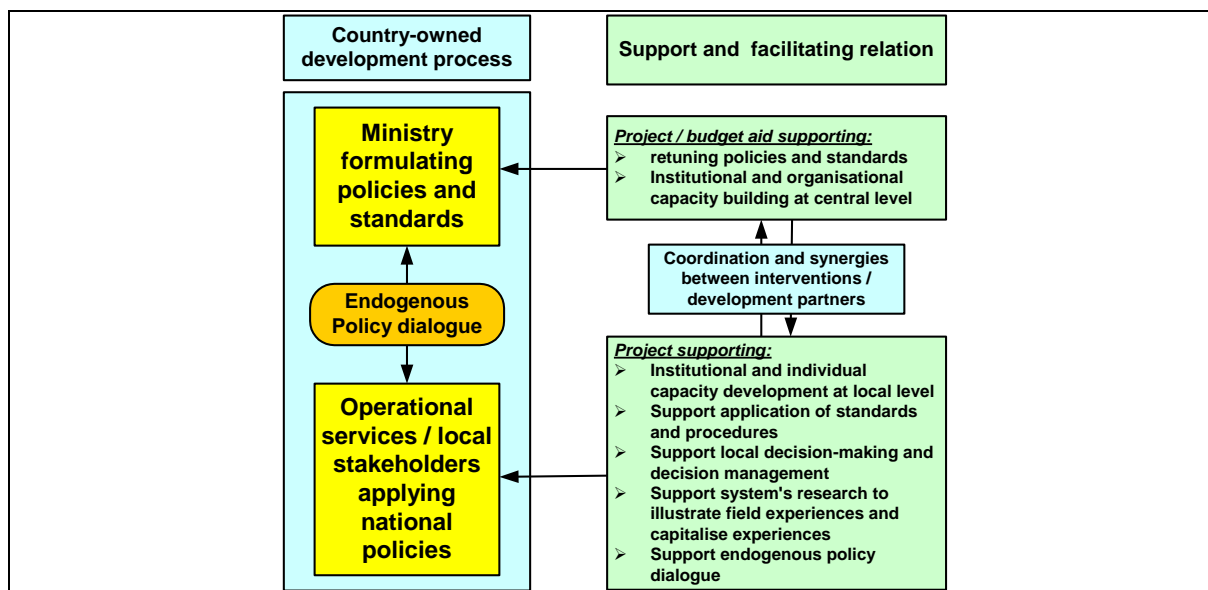 Country-owned
development process
Support and facilitating relation
Ministry
formulating
policies and
standards
Endogenous
Policy dialogue
Operational
services / local
stakeholders
applying
national
policies
Project / budget aid supporting:
➢ retuning policies and standards
➢ Institutional and organisational
capacity building at central level
Coordination and synergies
between interventions /
development partners
Project supporting:
➢ Institutional and individual
capacity development at local level
➢ Support application of standards
and procedures
➢ Support local decision-making and
decision management
➢ Support system's research to
illustrate field experiences and
capitalise experiences
➢ Support endogenous policy
dialogue